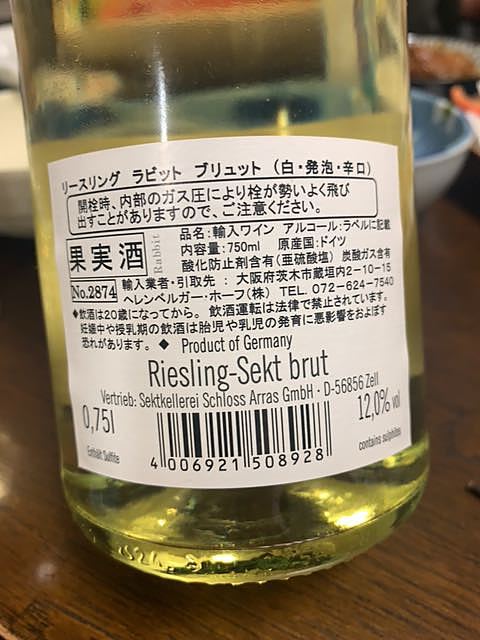 リースリング ラビット ブリュット (白・発泡・辛口)
開栓時、内部のガス圧により栓が勢いよく飛び
出すことがありますので、ご注意ください。
果実酒
Rabbit
品名:輸入ワイン アルコール:ラベルに記載
内容量:750ml 原産国:ドイツ
酸化防止剤含有(亜硫酸塩) 炭酸ガス含有
No.2874
輸入業者・引取先 : 大阪府茨木市蔵垣内2-10-15
ヘレンベルガー・ホーフ(株) TEL. 072-624-7540
◆飲酒は20歳になってから。 飲酒運転は法律で禁止されています。
妊娠中や授乳期の飲酒は胎児や乳児の発育に悪影響をおよぼす
恐れがあります。◆ Product of Germany
Riesling-Sekt brut
Vertrieb: Sektkellerei Schloss Arras GmbH · D-56856 Zell
0,75l
12,0% vol
Enthält Sulfite
contains sulphites
4 006921 508928